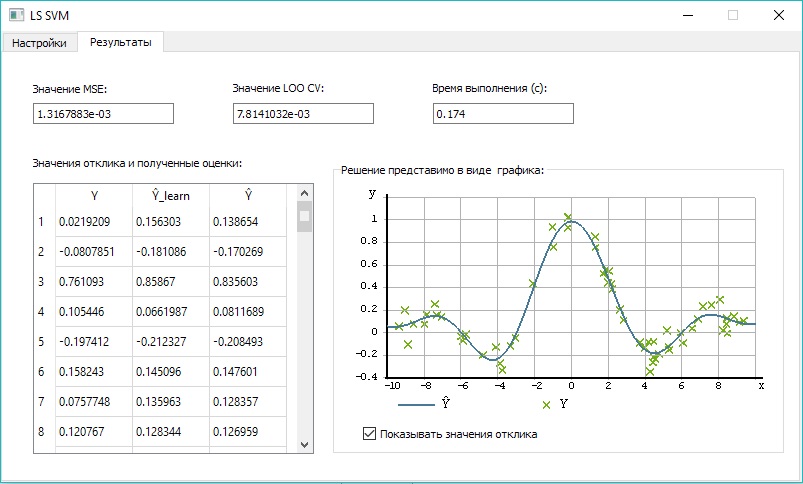 LS SVM
Настройки Результаты
Значение MSE: Значение LOO CV: Время выполнения (с):
1.3167883e-03 7.8141032e-03 0.174
Значения отклика и полученные оценки:
Y Ŷ_learn Ŷ
1 0.0219209 0.156303 0.138654
2 -0.0807851 -0.181086 -0.170269
3 0.761093 0.85867 0.835603
4 0.105446 0.0661987 0.0811689
5 -0.197412 -0.212327 -0.208493
6 0.158243 0.145096 0.147601
7 0.0757748 0.135963 0.128357
8 0.120767 0.128344 0.126959
Решение представимо в виде графика:
y
1
0.8
0.6
0.4
0.2
0
-0.2
-0.4
-10 -8 -6 -4 -2 0 2 4 6 8 x
Ŷ Y
Показывать значения отклика